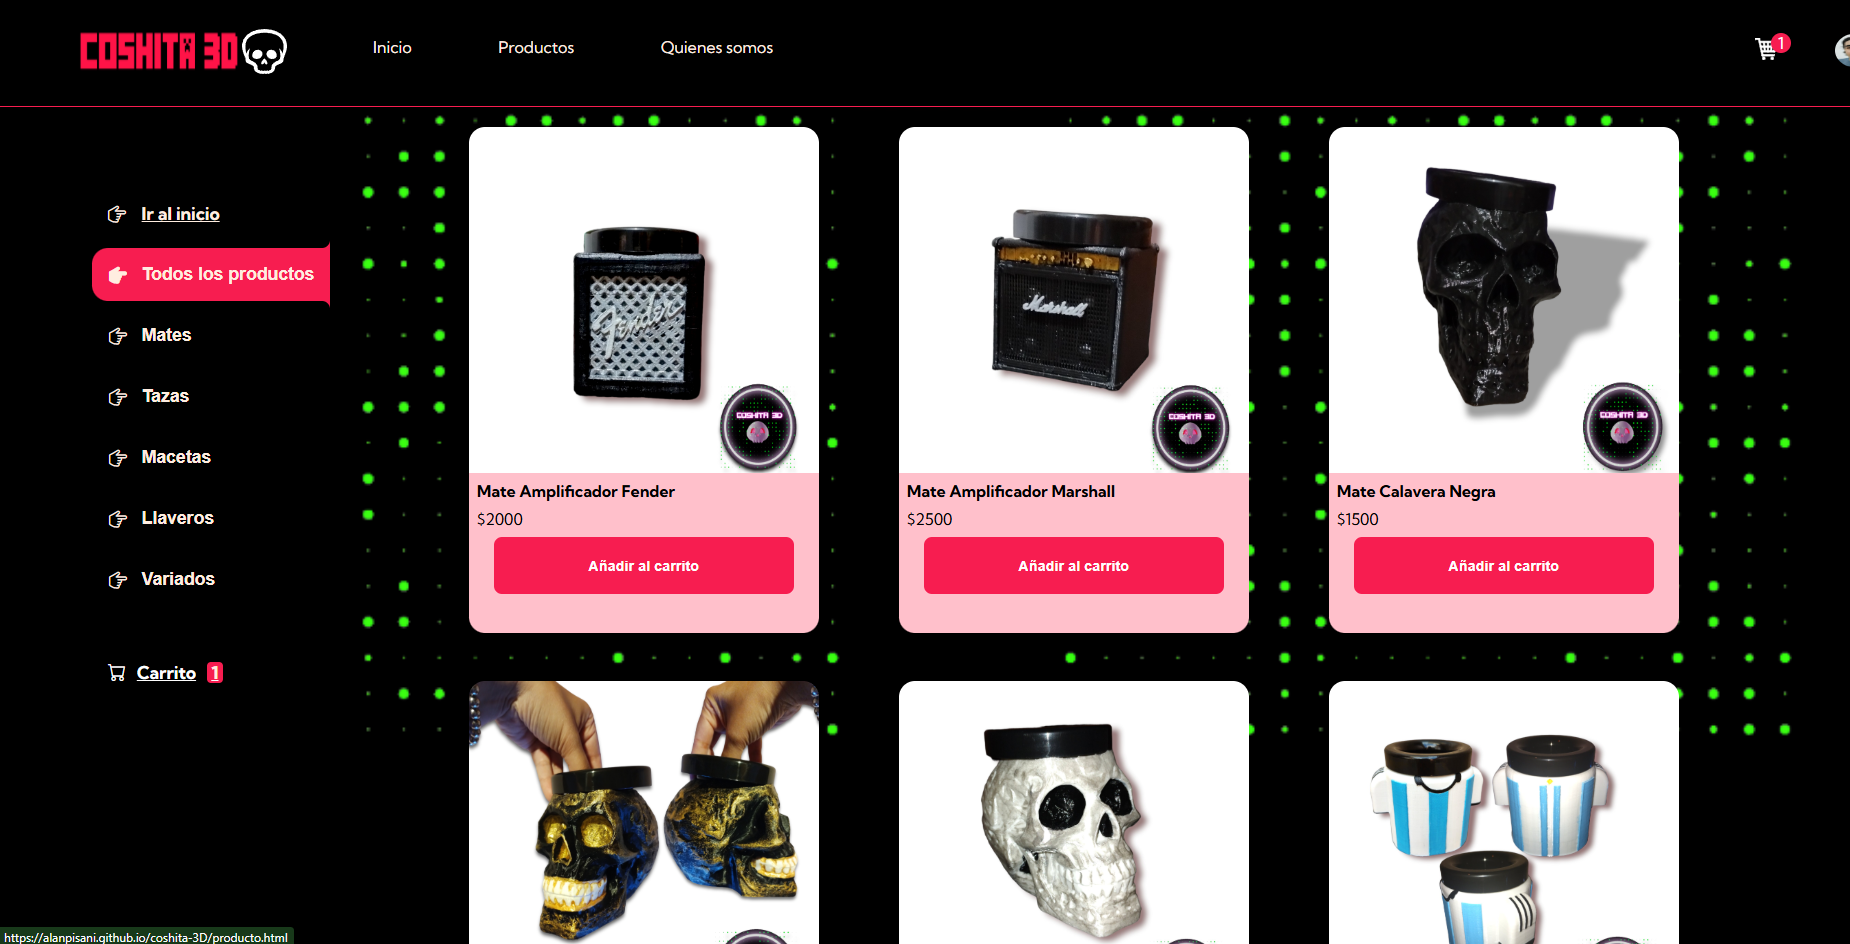 COSHITA 3D
Inicio
Productos
Quienes somos
1
Ir al inicio
Todos los productos
Mates
Tazas
Macetas
Llaveros
Variados
Carrito 1
Fender
COSHITA 3D
Mate Amplificador Fender
$2000
Añadir al carrito
Marshall
COSHITA 3D
Mate Amplificador Marshall
$2500
Añadir al carrito
COSHITA 3D
Mate Calavera Negra
$1500
Añadir al carrito
https://alanpisani.github.io/coshita-3D/producto.html